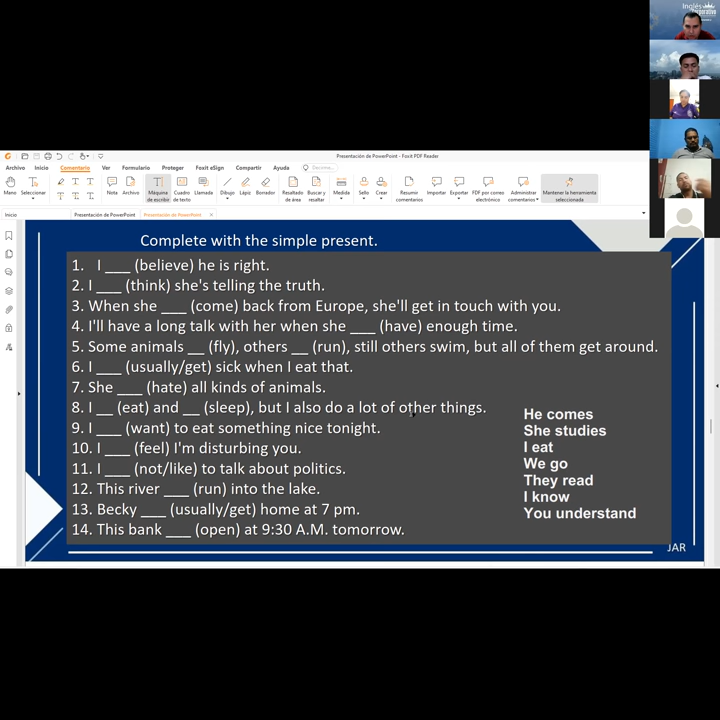 Inglés
Corporativo
Presentación de PowerPoint - Foxit PDF Reader
Archivo Inicio Comentario Ver Formulario Proteger Foxit eSign Compartir Ayuda
Mano Seleccionar Nota Archivo Máquina de escribir Cuadro de texto Llamada Dibujo Lápiz Borrador Resaltado de área Buscar y resaltar Medida Sello Crear Resumir comentarios Importar Exportar PDF por correo electrónico Administrar comentarios Mantener la herramienta seleccionada
Inicio Presentación de PowerPoint Presentación de PowerPoint
Complete with the simple present.
1. I ___ (believe) he is right.
2. I ___ (think) she's telling the truth.
3. When she ___ (come) back from Europe, she'll get in touch with you.
4. I'll have a long talk with her when she ___ (have) enough time.
5. Some animals __ (fly), others __ (run), still others swim, but all of them get around.
6. I ___ (usually/get) sick when I eat that.
7. She ___ (hate) all kinds of animals.
8. I __ (eat) and __ (sleep), but I also do a lot of other things.
9. I ___ (want) to eat something nice tonight.
10. I ___ (feel) I'm disturbing you.
11. I ___ (not/like) to talk about politics.
12. This river ___ (run) into the lake.
13. Becky ___ (usually/get) home at 7 pm.
14. This bank ___ (open) at 9:30 A.M. tomorrow.
He comes
She studies
I eat
We go
They read
I know
You understand
JAR